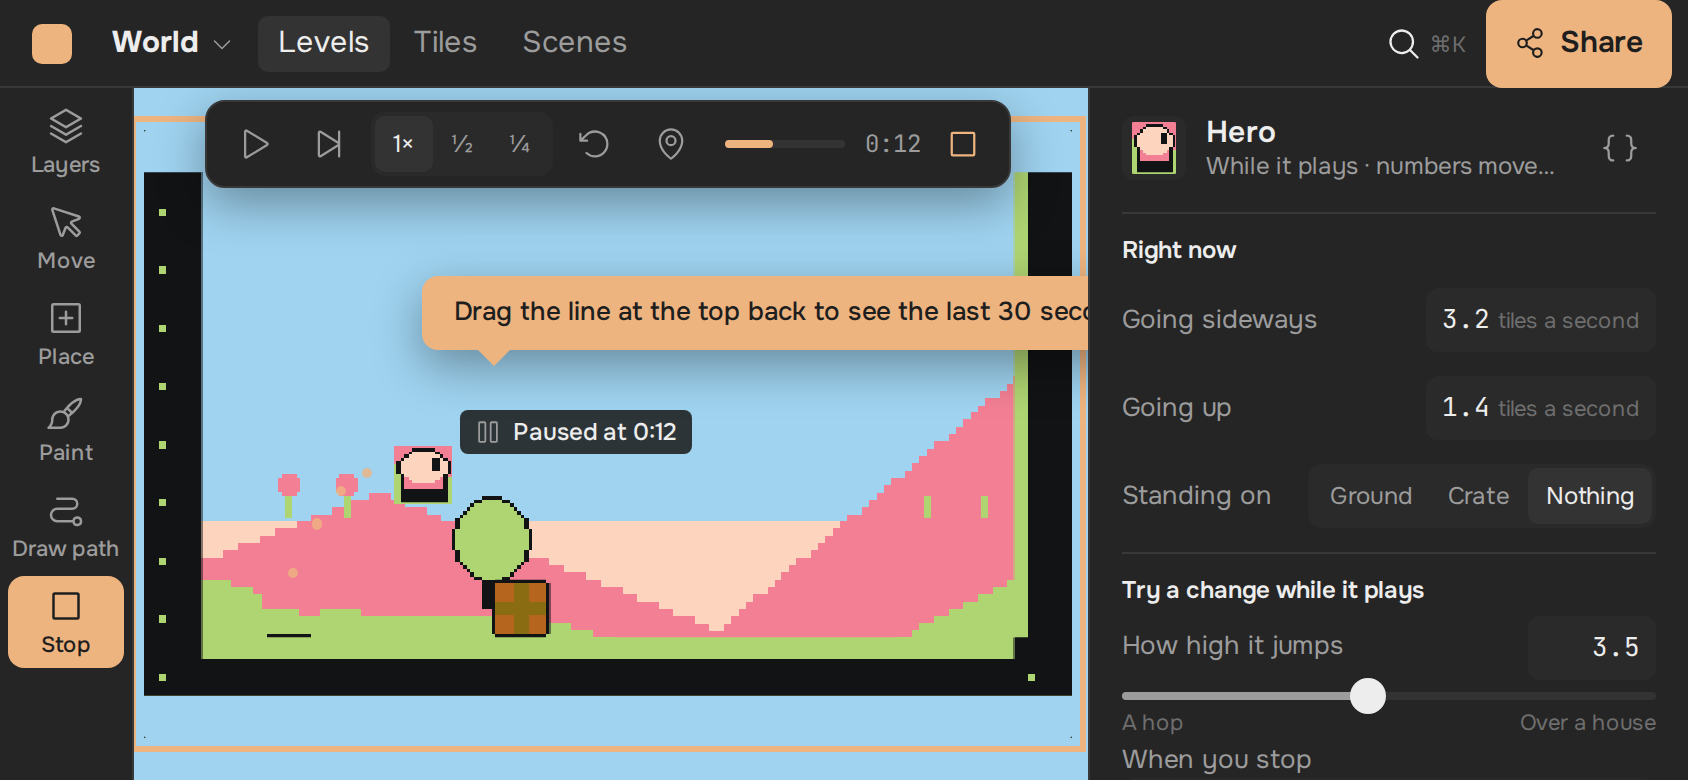 World Levels Tiles Scenes ⌘K Share
Layers
Move
Place
Paint
Draw path
Stop
1× ½ ¼ 0:12
Drag the line at the top back to see the last 30
Paused at 0:12
Hero
While it plays · numbers move...
Right now
Going sideways 3.2 tiles a second
Going up 1.4 tiles a second
Standing on Ground Crate Nothing
Try a change while it plays
How high it jumps 3.5
A hop Over a house
When you stop